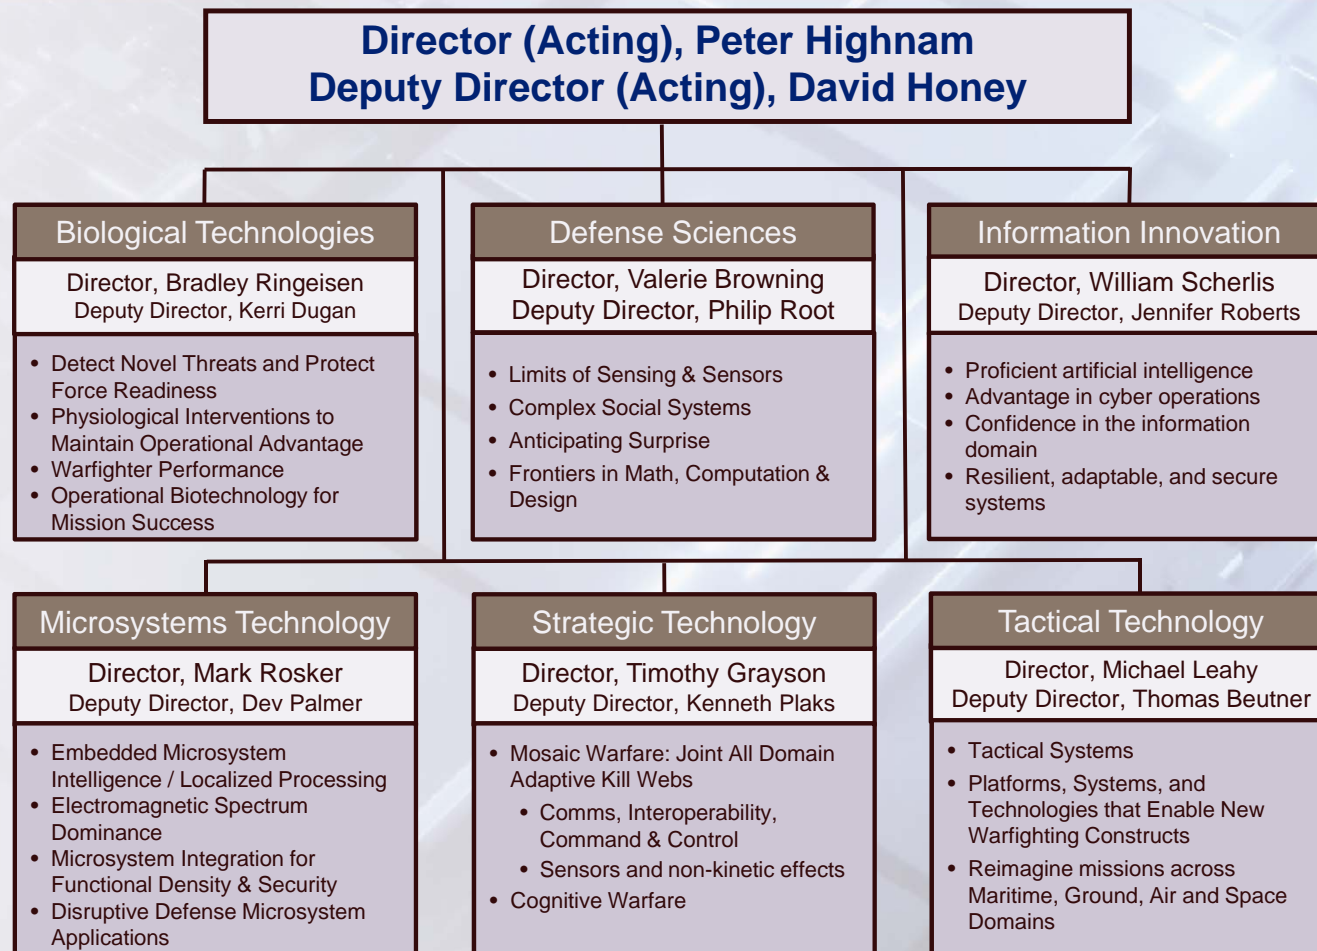 Director (Acting), Peter Highnam
Deputy Director (Acting), David Honey
Biological Technologies
Director, Bradley Ringeisen
Deputy Director, Kerri Dugan
• Detect Novel Threats and Protect
Force Readiness
• Physiological Interventions to
Maintain Operational Advantage
• Warfighter Performance
• Operational Biotechnology for
Mission Success
Defense Sciences
Director, Valerie Browning
Deputy Director, Philip Root
• Limits of Sensing & Sensors
• Complex Social Systems
• Anticipating Surprise
• Frontiers in Math, Computation &
Design
Information Innovation
Director, William Scherlis
Deputy Director, Jennifer Roberts
• Proficient artificial intelligence
• Advantage in cyber operations
• Confidence in the information
domain
• Resilient, adaptable, and secure
systems
Microsystems Technology
Director, Mark Rosker
Deputy Director, Dev Palmer
• Embedded Microsystem
Intelligence / Localized Processing
• Electromagnetic Spectrum
Dominance
• Microsystem Integration for
Functional Density & Security
• Disruptive Defense Microsystem
Applications
Strategic Technology
Director, Timothy Grayson
Deputy Director, Kenneth Plaks
• Mosaic Warfare: Joint All Domain
Adaptive Kill Webs
• Comms, Interoperability,
Command & Control
• Sensors and non-kinetic effects
• Cognitive Warfare
Tactical Technology
Director, Michael Leahy
Deputy Director, Thomas Beutner
• Tactical Systems
• Platforms, Systems, and
Technologies that Enable New
Warfighting Constructs
• Reimagine missions across
Maritime, Ground, Air and Space
Domains